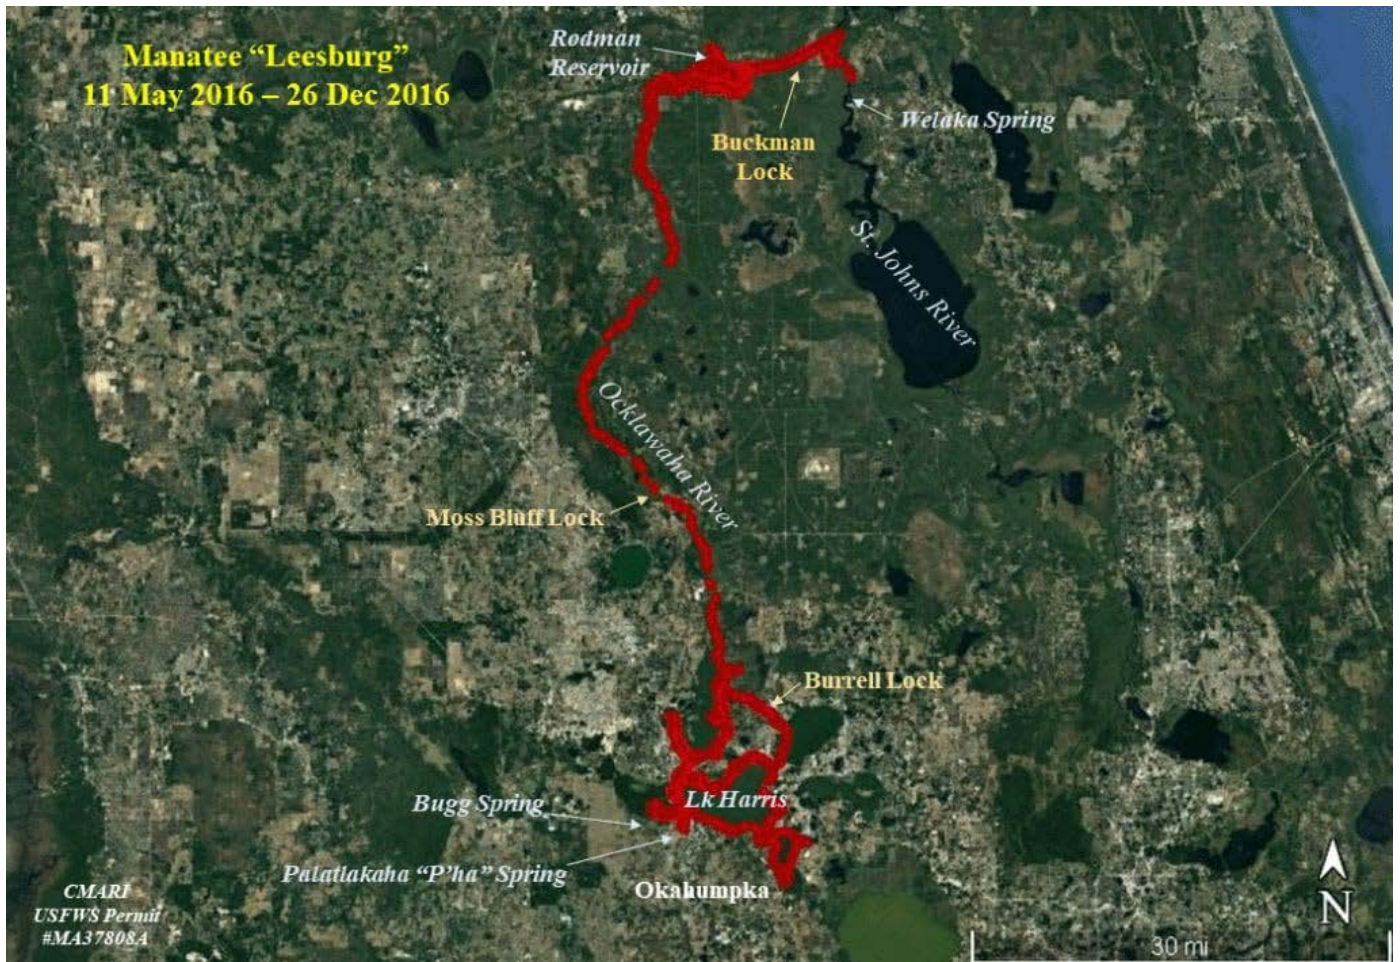 Manatee “Leesburg”
11 May 2016 – 26 Dec 2016
Rodman
Reservoir
Buckman
Lock
Welaka Spring
St. Johns River
Ocklawaha River
Moss Bluff Lock
Burrell Lock
Lk Harris
Bugg Spring
Palatlakaha “P’ha” Spring
Okahumpka
CMARI
USFWS Permit
#MA37808A
N
30 mi